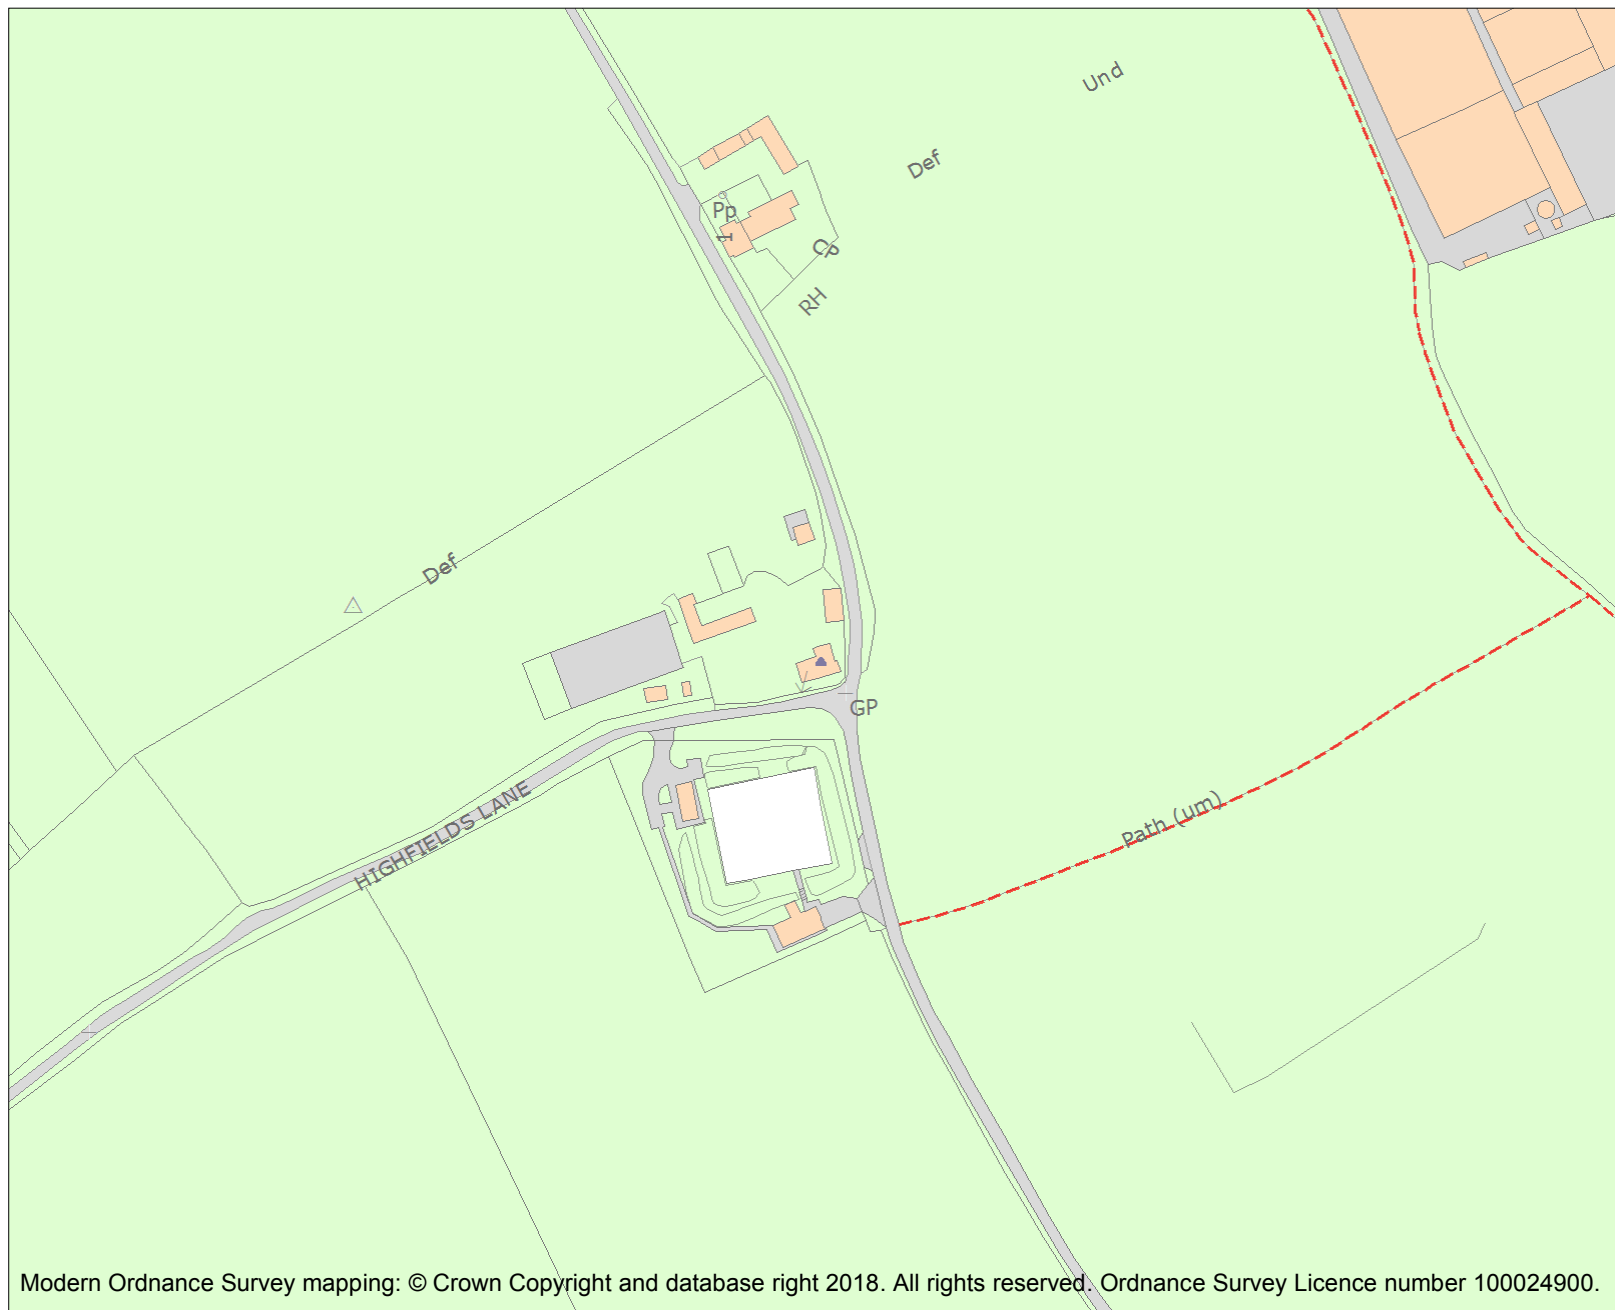 Und
Def
Pp
1
CP
RH
Def
GP
HIGHFIELDS LANE
Path (um)
Modern Ordnance Survey mapping: © Crown Copyright and database right 2018. All rights reserved. Ordnance Survey Licence number 100024900.